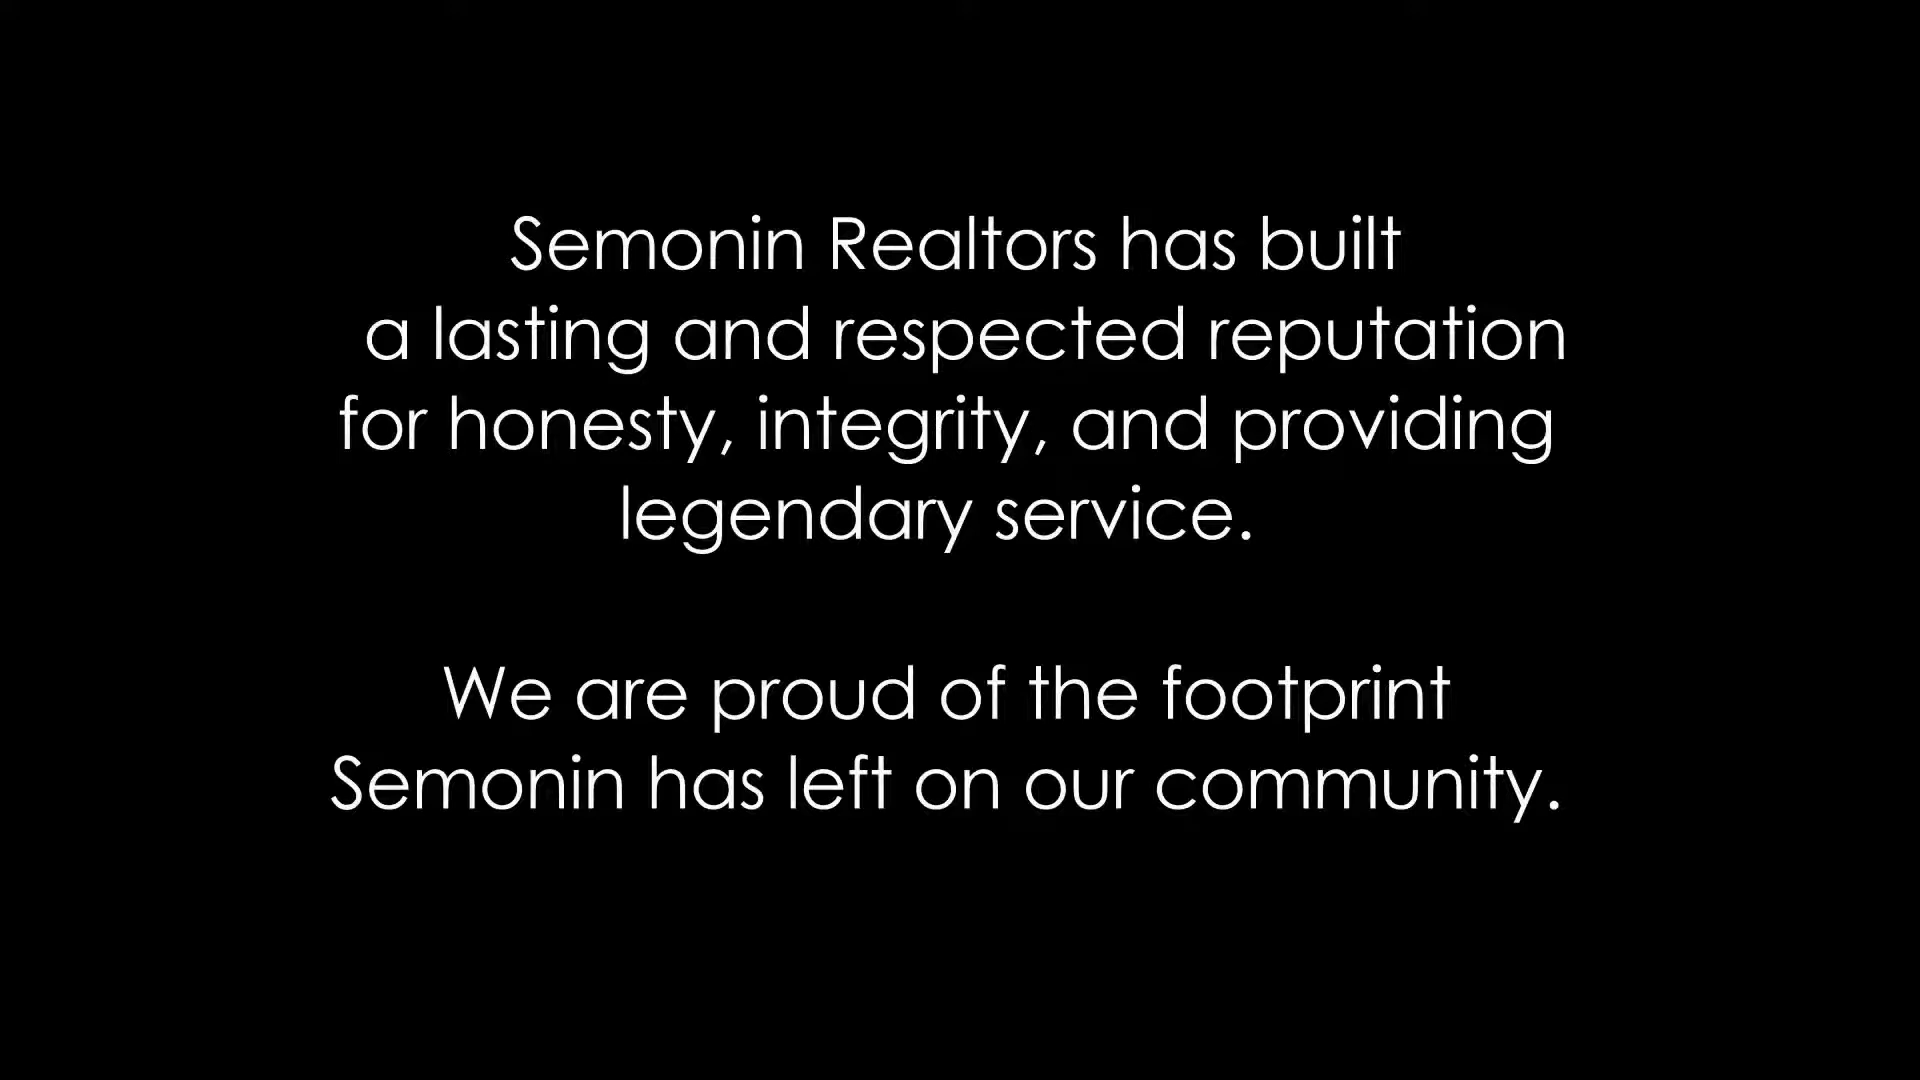 Semonin Realtors has built
a lasting and respected reputation
for honesty, integrity, and providing
legendary service.
We are proud of the footprint
Semonin has left on our community.